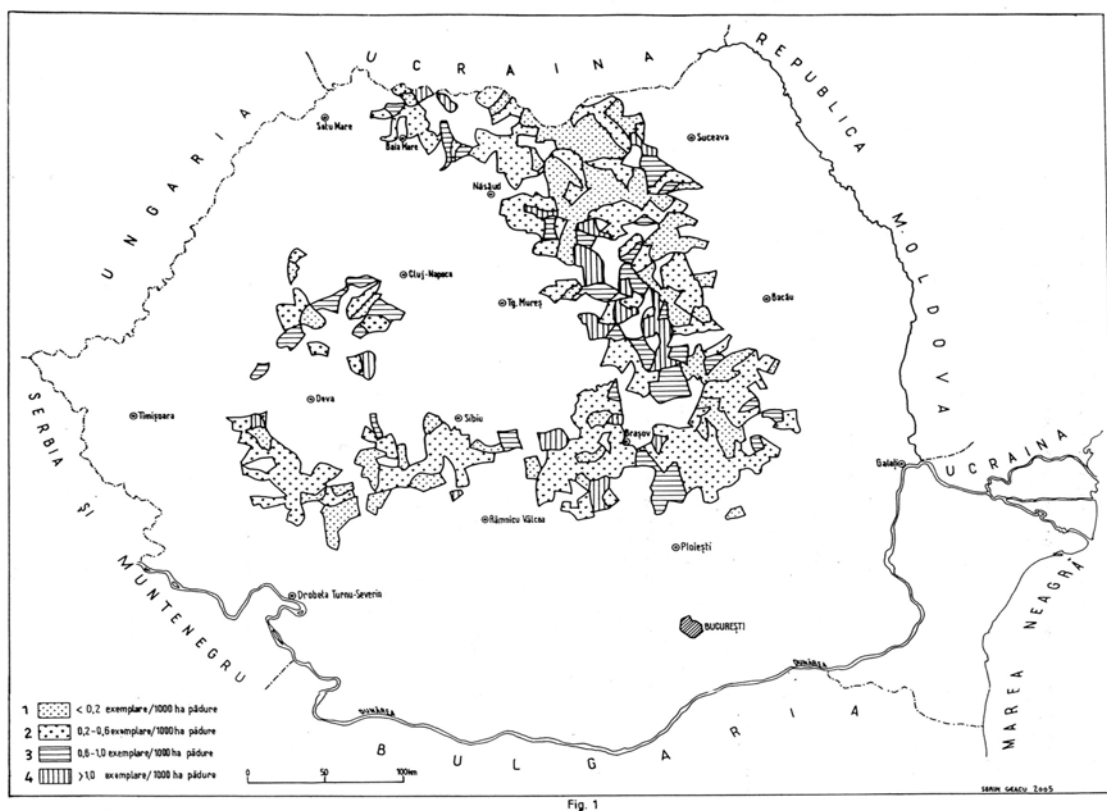 UCRAINA
REPUBLICA
MOLDOVA
UNGARIA
Satu Mare
Baia Mare
Suceava
Năsăud
Cluj-Napoca
Tg. Mureș
Bacău
Timișoara
Deva
Sibiu
Brașov
SERBIA
ȘI
MUNTENEGRU
Galați
UCRAINA
Râmnicu Vâlcea
Ploiești
Drobeta Turnu-Severin
BUCUREȘTI
MAREA NEAGRĂ
DUNĂREA
DUNĂREA
BULGARIA
1 < 0,2 exemplare/1000 ha pădure
2 0,2-0,6 exemplare/1000 ha pădure
3 0,6-1,0 exemplare/1000 ha pădure
4 >1,0 exemplare/1000 ha pădure
0 50 100km
SORIN GEACU 2005
Fig. 1